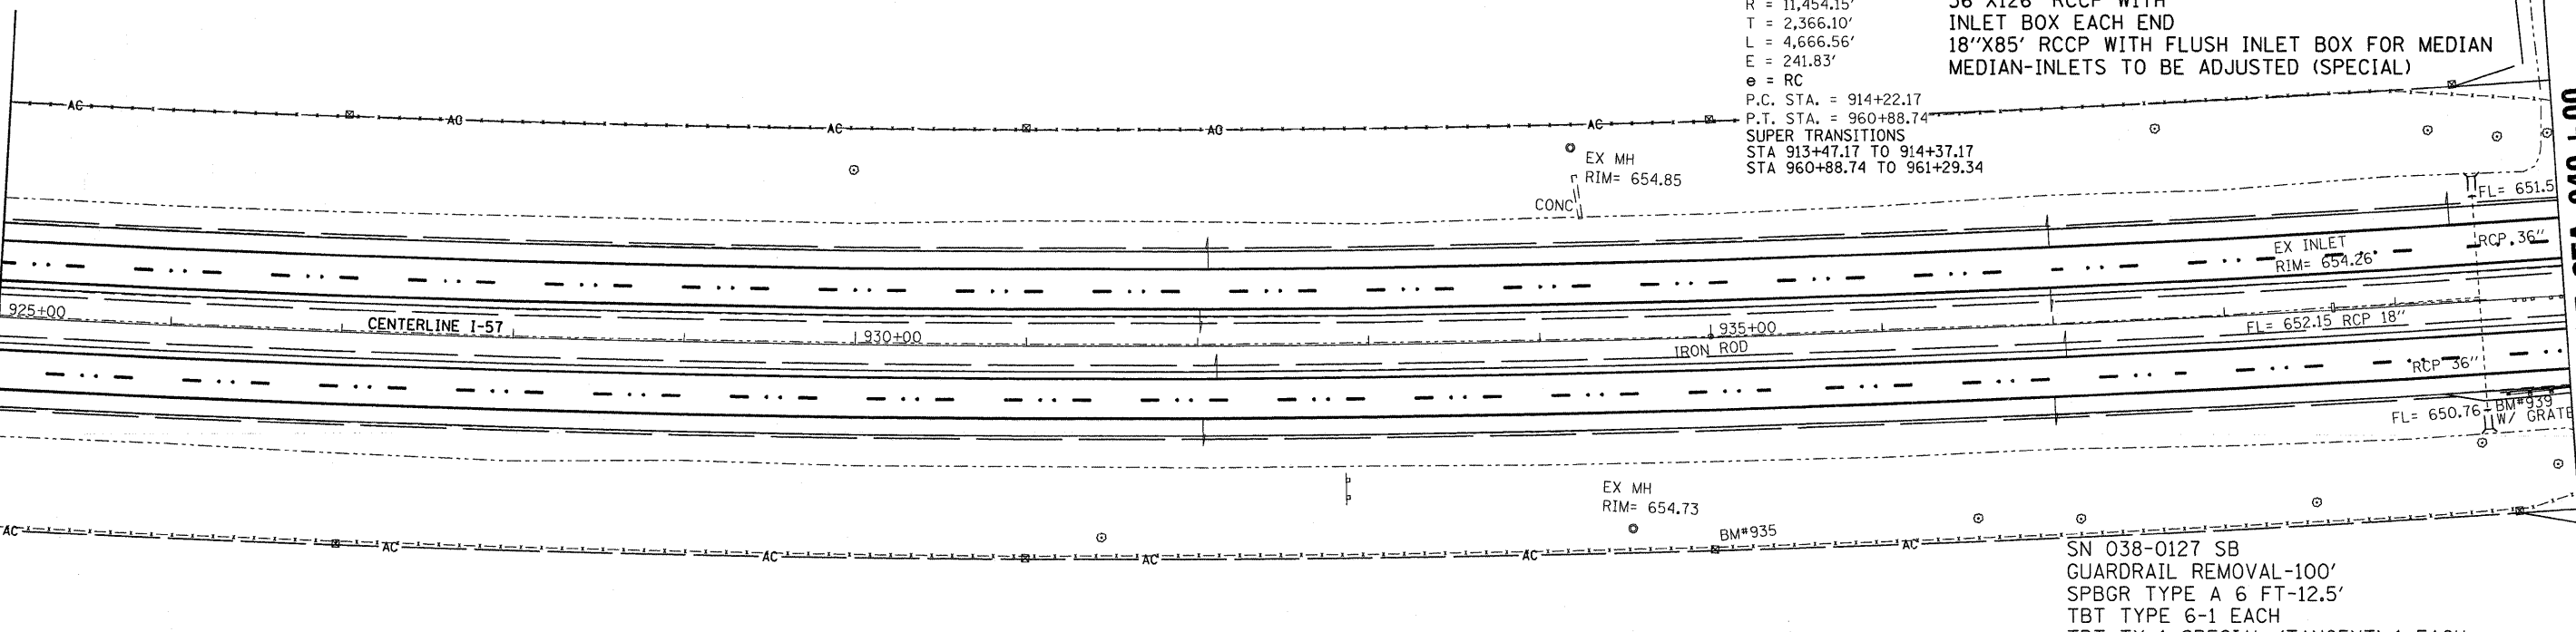 R = 11,454.15'
T = 2,366.10'
L = 4,666.56'
E = 241.83'
e = RC
P.C. STA. = 914+22.17
P.T. STA. = 960+88.74
SUPER TRANSITIONS
STA 913+47.17 TO 914+37.17
STA 960+88.74 TO 961+29.34
36"X126' RCCP WITH
INLET BOX EACH END
18"X85' RCCP WITH FLUSH INLET BOX FOR MEDIAN
MEDIAN-INLETS TO BE ADJUSTED (SPECIAL)
AC
AC
AC
AC
AC
EX MH
RIM= 654.85
CONC
FL= 651.5
EX INLET
RIM= 654.26
RCP 36"
925+00
CENTERLINE I-57
930+00
935+00
IRON ROD
FL= 652.15 RCP 18"
RCP 36"
FL= 650.76
BM#939
W/ GRATE
EX MH
RIM= 654.73
BM#935
AC
AC
AC
AC
AC
AC
SN 038-0127 SB
GUARDRAIL REMOVAL-100'
SPBGR TYPE A 6 FT-12.5'
TBT TYPE 6-1 EACH